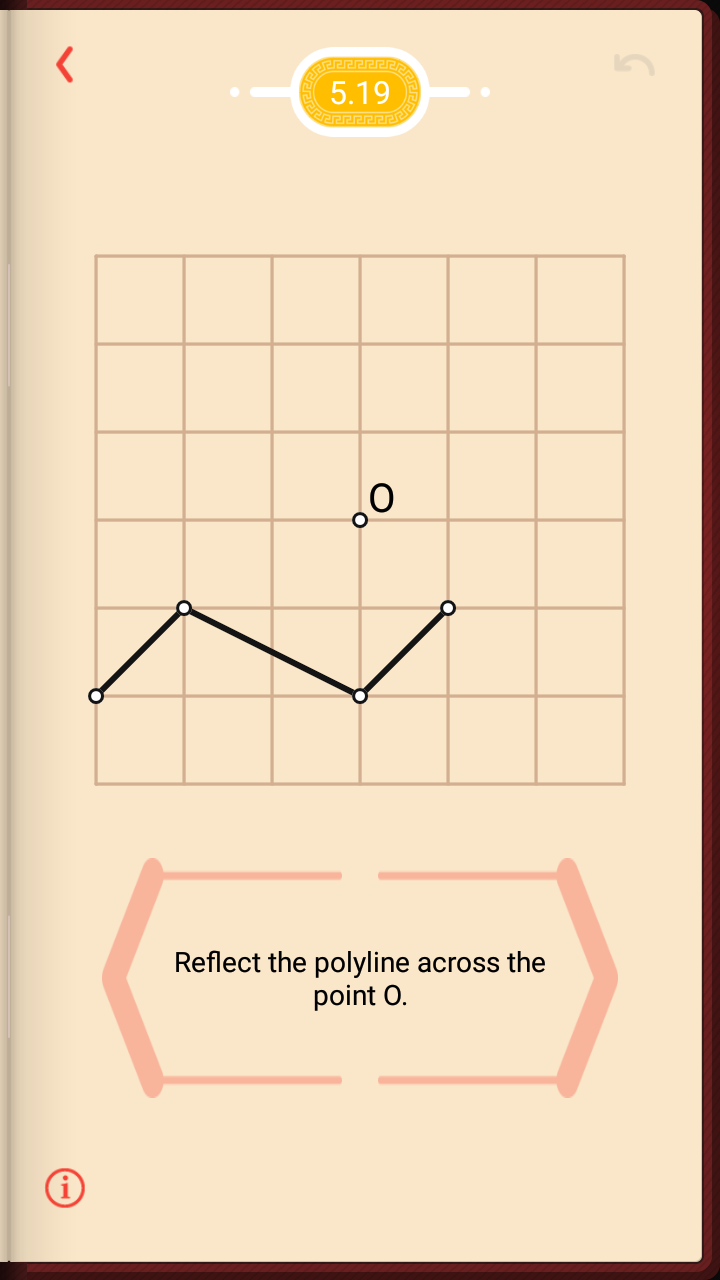 5.19
O
Reflect the polyline across the
point O.
i